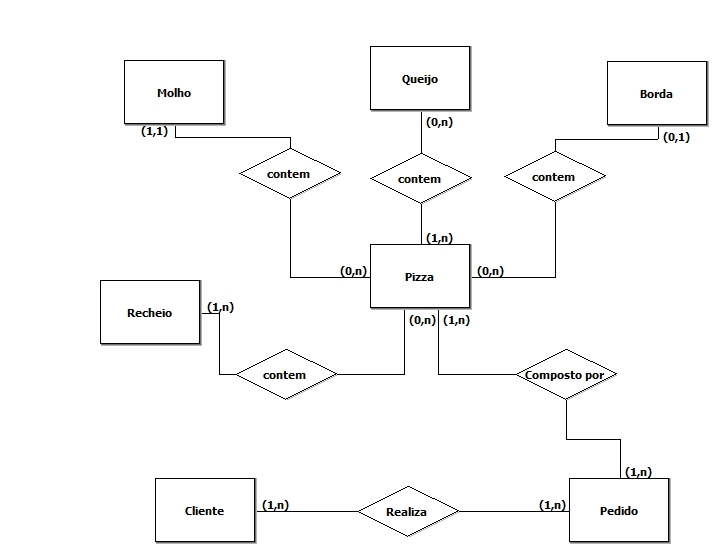 Molho
Queijo
Borda
(1,1)
(0,n)
(0,1)
contem
contem
contem
(1,n)
(0,n)
Pizza
(0,n)
Recheio
(1,n)
(0,n)
(1,n)
contem
Composto por
(1,n)
Cliente
(1,n)
Realiza
(1,n)
Pedido